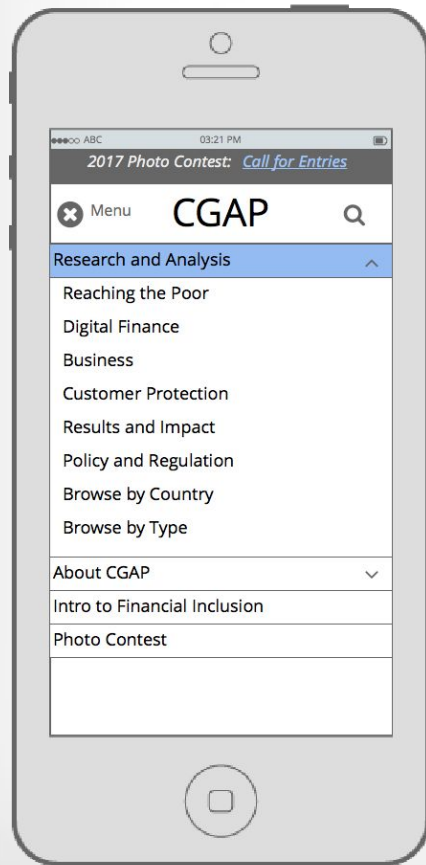 ABC 03:21 PM
2017 Photo Contest: Call for Entries
Menu CGAP
Research and Analysis
Reaching the Poor
Digital Finance
Business
Customer Protection
Results and Impact
Policy and Regulation
Browse by Country
Browse by Type
About CGAP
Intro to Financial Inclusion
Photo Contest